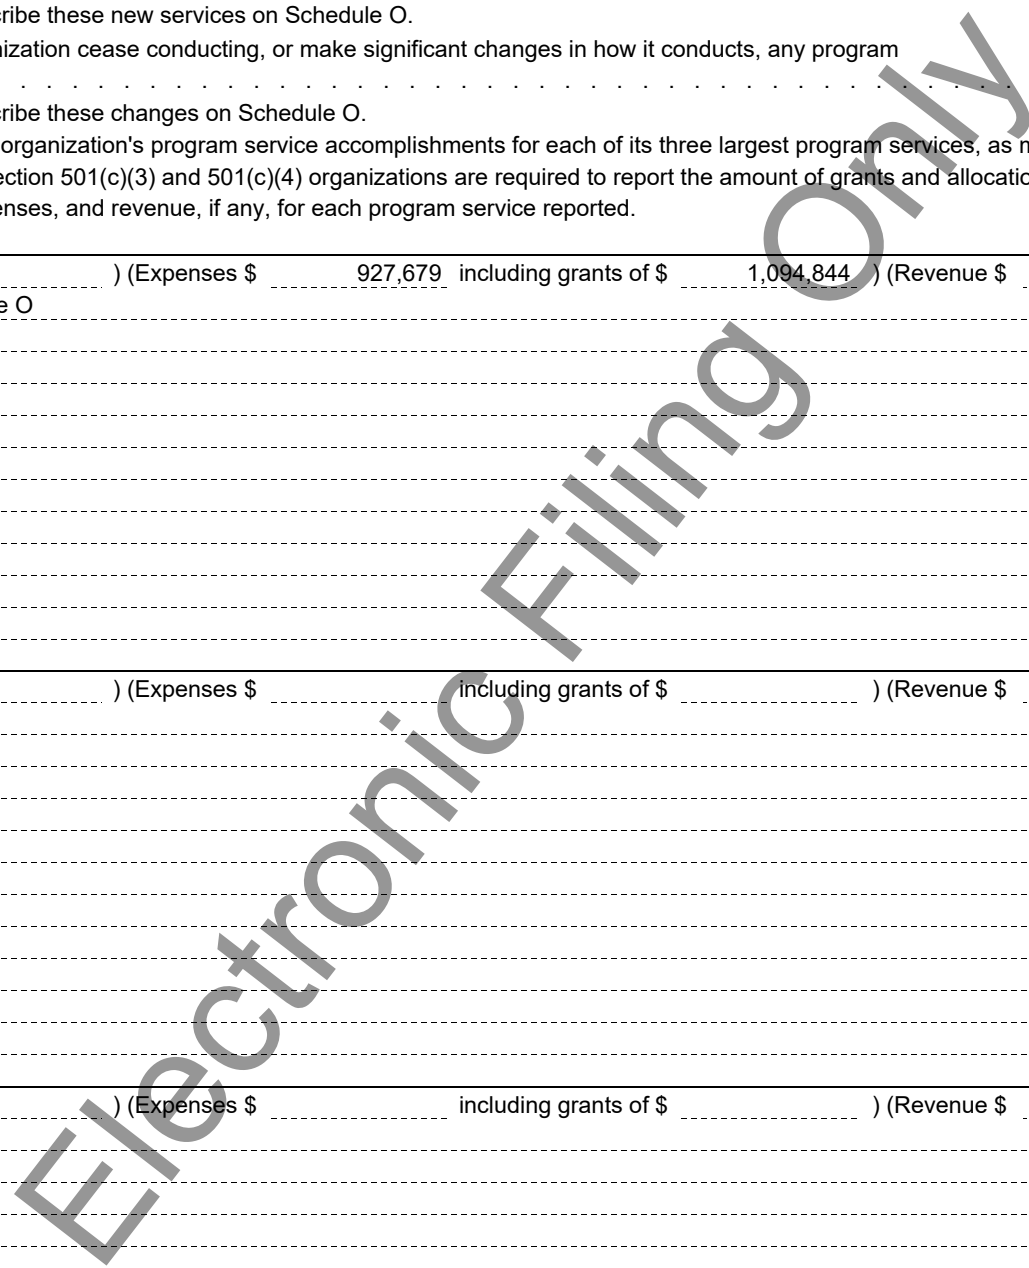 ribe these new services on Schedule O.
nization cease conducting, or make significant changes in how it conducts, any program
. . . . . . . . . . . . . . . . . . . . . . . . . . . . . . . . . . . . . . .
ribe these changes on Schedule O.
organization's program service accomplishments for each of its three largest program services, as m
ection 501(c)(3) and 501(c)(4) organizations are required to report the amount of grants and allocatio
enses, and revenue, if any, for each program service reported.
) (Expenses $ 927,679 including grants of $ 1,094,844 ) (Revenue $
e O
) (Expenses $ including grants of $ ) (Revenue $
) (Expenses $ including grants of $ ) (Revenue $
Electronic Filing Only